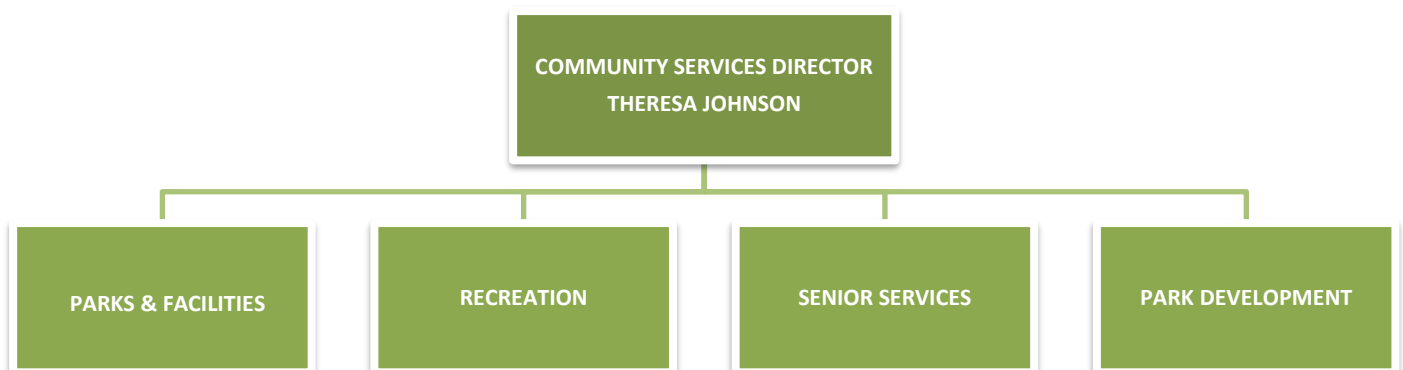 COMMUNITY SERVICES DIRECTOR
THERESA JOHNSON
PARKS & FACILITIES
RECREATION
SENIOR SERVICES
PARK DEVELOPMENT